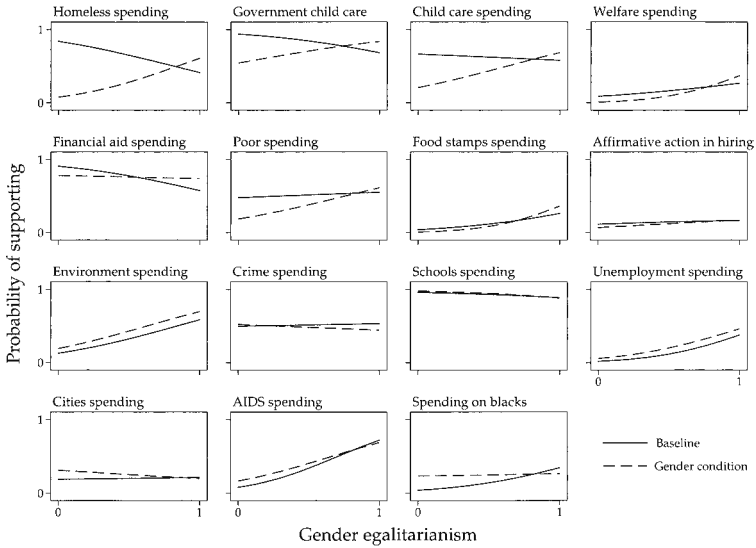 Homeless spending
Government child care
Child care spending
Welfare spending
1
0
Financial aid spending
Poor spending
Food stamps spending
Affirmative action in hiring
1
0
Environment spending
Crime spending
Schools spending
Unemployment spending
1
0
0
1
Cities spending
AIDS spending
Spending on blacks
1
0
0
1
0
1
0
1
Baseline
Gender condition
Probability of supporting
Gender egalitarianism